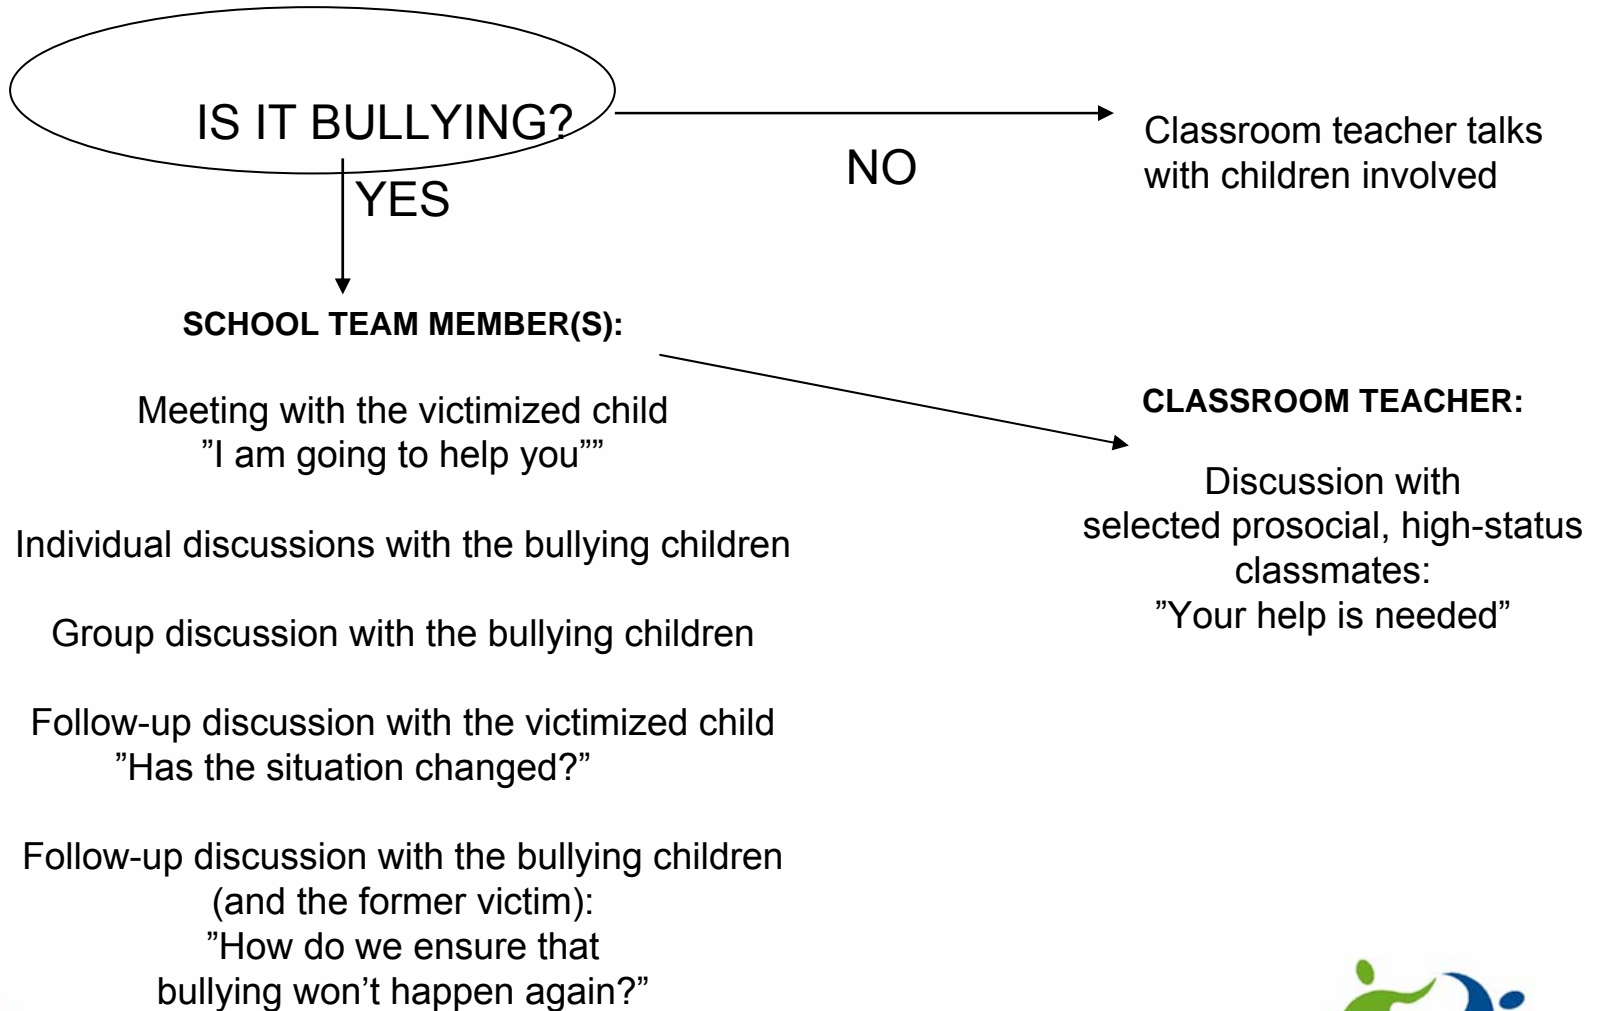 IS IT BULLYING?
NO
Classroom teacher talks
with children involved
YES
SCHOOL TEAM MEMBER(S):
Meeting with the victimized child
”I am going to help you””
Individual discussions with the bullying children
Group discussion with the bullying children
Follow-up discussion with the victimized child
”Has the situation changed?”
Follow-up discussion with the bullying children
(and the former victim):
”How do we ensure that
bullying won’t happen again?”
CLASSROOM TEACHER:
Discussion with
selected prosocial, high-status
classmates:
”Your help is needed”